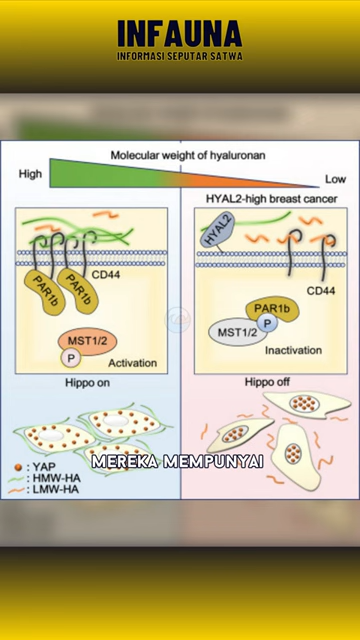 INFAUNA
INFORMASI SEPUTAR SATWA
Molecular weight of hyaluronan
High
Low
HYAL2-high breast cancer
HYAL2
CD44
PAR1b
PAR1b
MST1/2
P
Activation
Hippo on
CD44
PAR1b
P
MST1/2
Inactivation
Hippo off
MEREKA MEMPUNYAI
: YAP
: HMW-HA
: LMW-HA